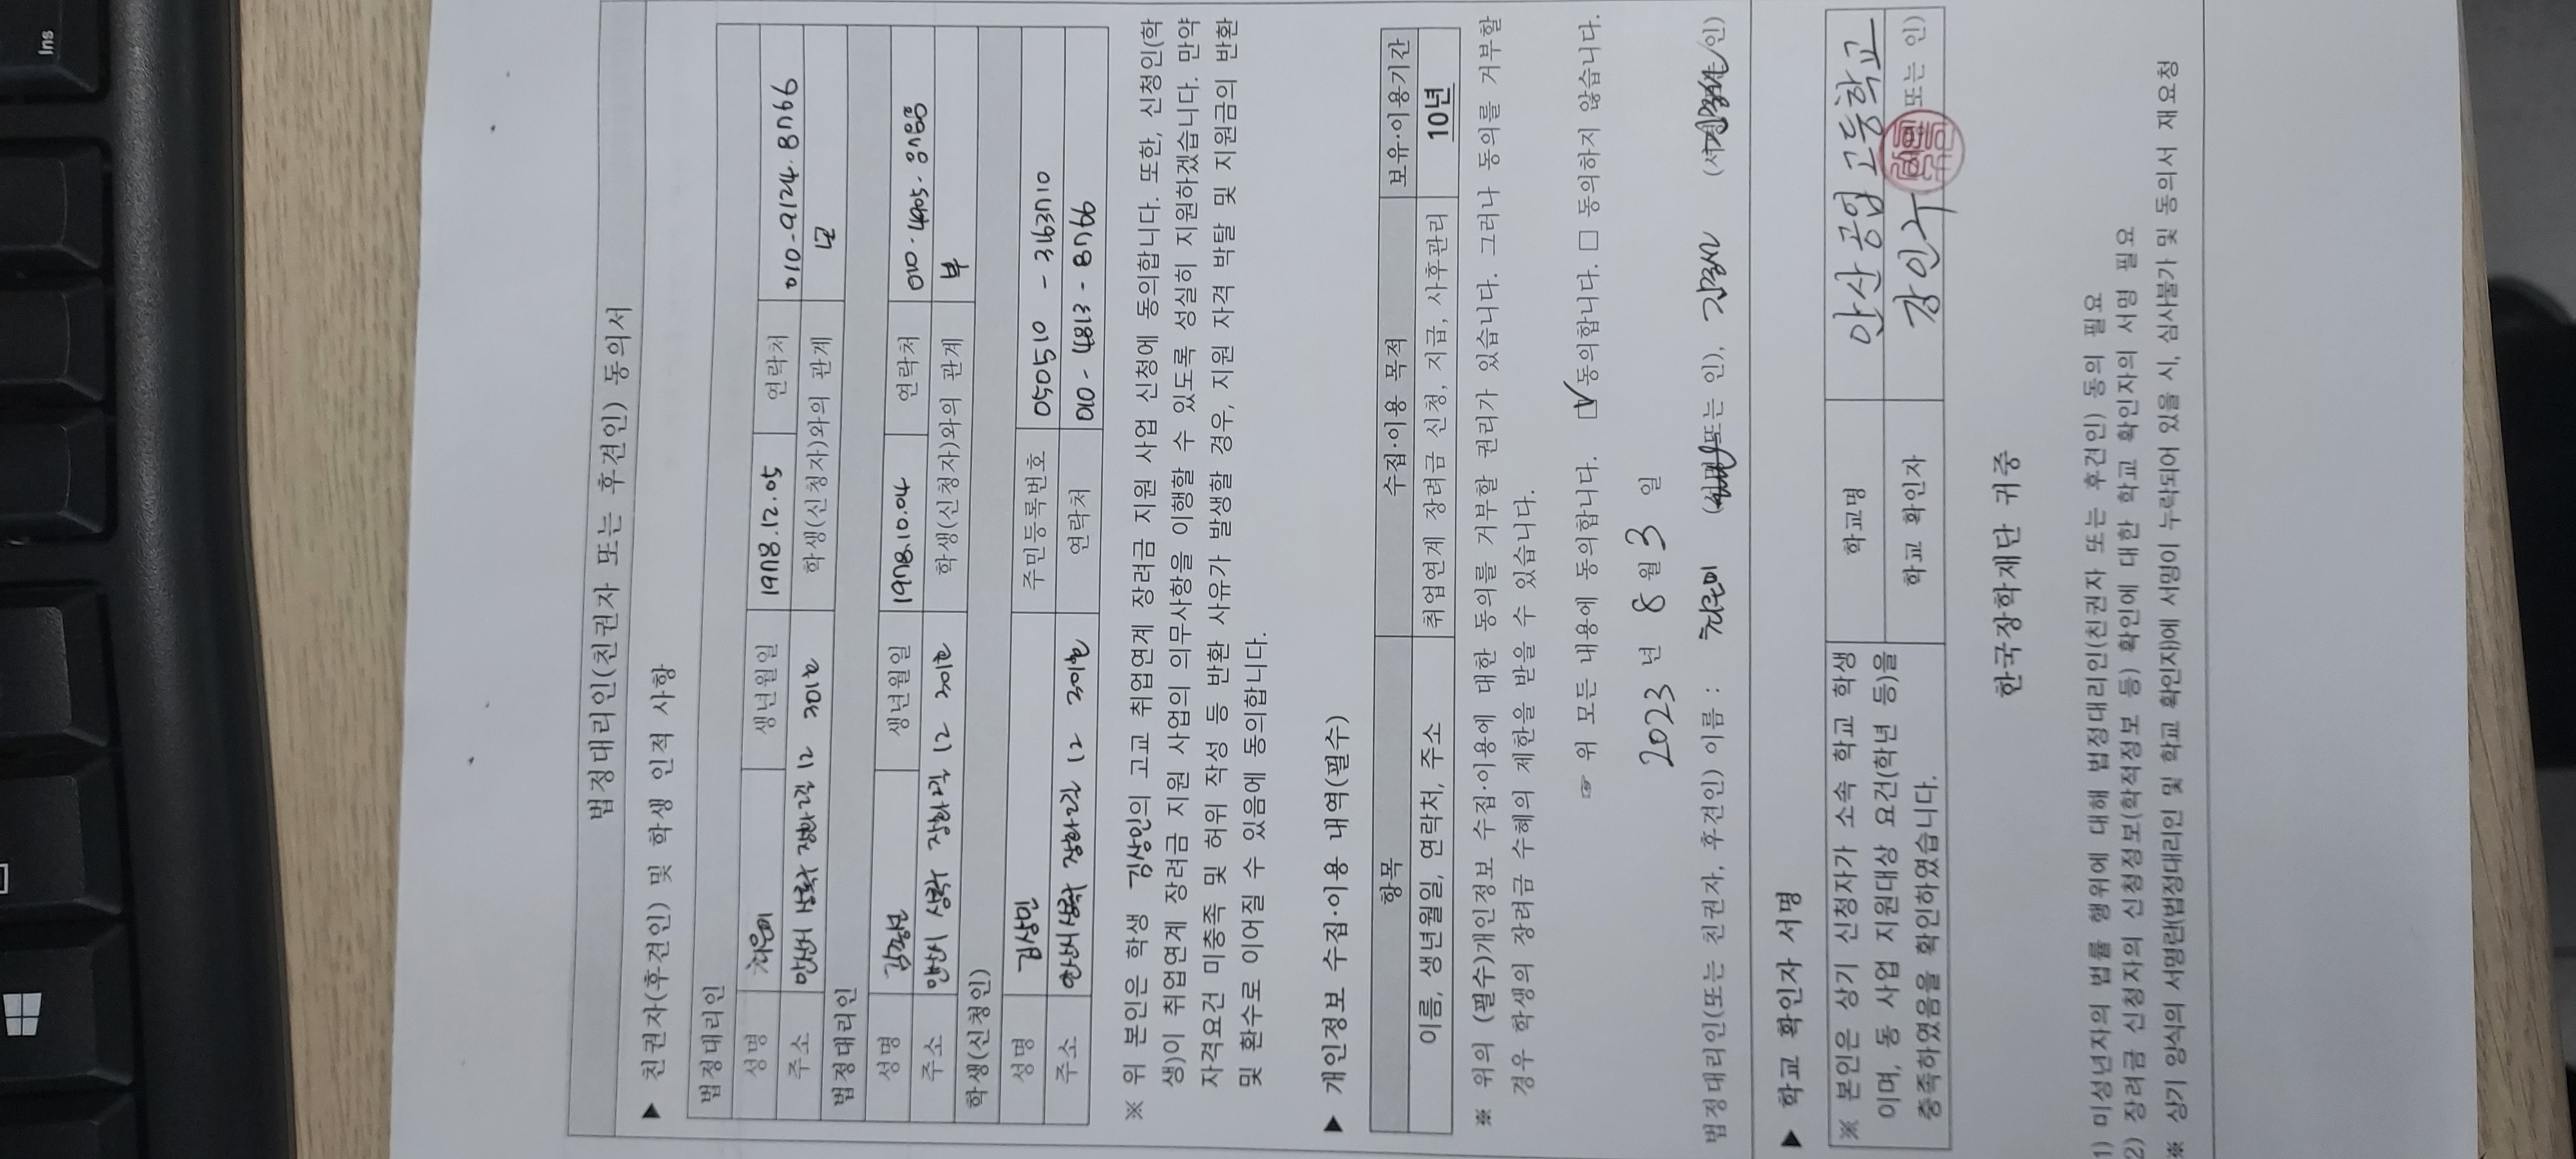 Ins
법정대리인(친권자 또는 후견인) 동의서
▶ 친권자(후견인) 및 학생 인적 사항
법정대리인
성명 최은미 생년월일 1978.12.05 연락처 010-9124.8766
주소 안산시 상록구 장화2길 12 301호 학생(신청자)와의 관계 모
법정대리인
성명 생년월일 1978.10.04 연락처 010-4905-
주소 안산시 상록구 장화2길 12 301호 학생(신청자)와의 관계 부
학생(신청인)
성명 김상민 주민등록번호 050510 - 3163710
주소 안산시 상록구 장화2길 12 301호 연락처 010 - 4813 - 8766
※ 위 본인은 학생 김상민의 고교 취업연계 장려금 지원 사업 신청에 동의합니다. 또한, 신청인(학
생)이 취업연계 장려금 지원 사업의 의무사항을 이행할 수 있도록 성실히 지원하겠습니다. 만약
자격요건 미충족 및 허위 작성 등 반환 사유가 발생할 경우, 지원 자격 박탈 및 지원금의 반환
및 환수로 이어질 수 있음에 동의합니다.
▶ 개인정보 수집·이용 내역(필수)
항목 수집·이용 목적 보유·이용기간
이름, 생년월일, 연락처, 주소 취업연계 장려금 신청, 지급, 사후관리 10년
※ 위의 (필수)개인정보 수집·이용에 대한 동의를 거부할 권리가 있습니다. 그러나 동의를 거부할
경우 학생의 장려금 수혜의 제한을 받을 수 있습니다.
☞ 위 모든 내용에 동의합니다. ☑ 동의합니다. □ 동의하지 않습니다.
2023 년 8 월 3 일
법정대리인(또는 친권자, 후견인) 이름 : 최은미 (서명 또는 인), (서명 또는 인)
▶ 학교 확인자 서명
※ 본인은 상기 신청자가 소속 학교 학생
이며, 동 사업 지원대상 요건(학년 등)을
충족하였음을 확인하였습니다.
학교명 안산공업고등학교
학교 확인자 강인구 (서명 또는 인)
한국장학재단 귀중
1) 미성년자의 법률 행위에 대해 법정대리인(친권자 또는 후견인) 동의 필요
2) 장려금 신청자의 신청정보(학적정보 등) 확인에 대한 학교 확인자의 서명 필요
※ 상기 양식의 서명란(법정대리인 및 학교 확인자)에 서명이 누락되어 있을 시, 심사불가 및 동의서 재요청